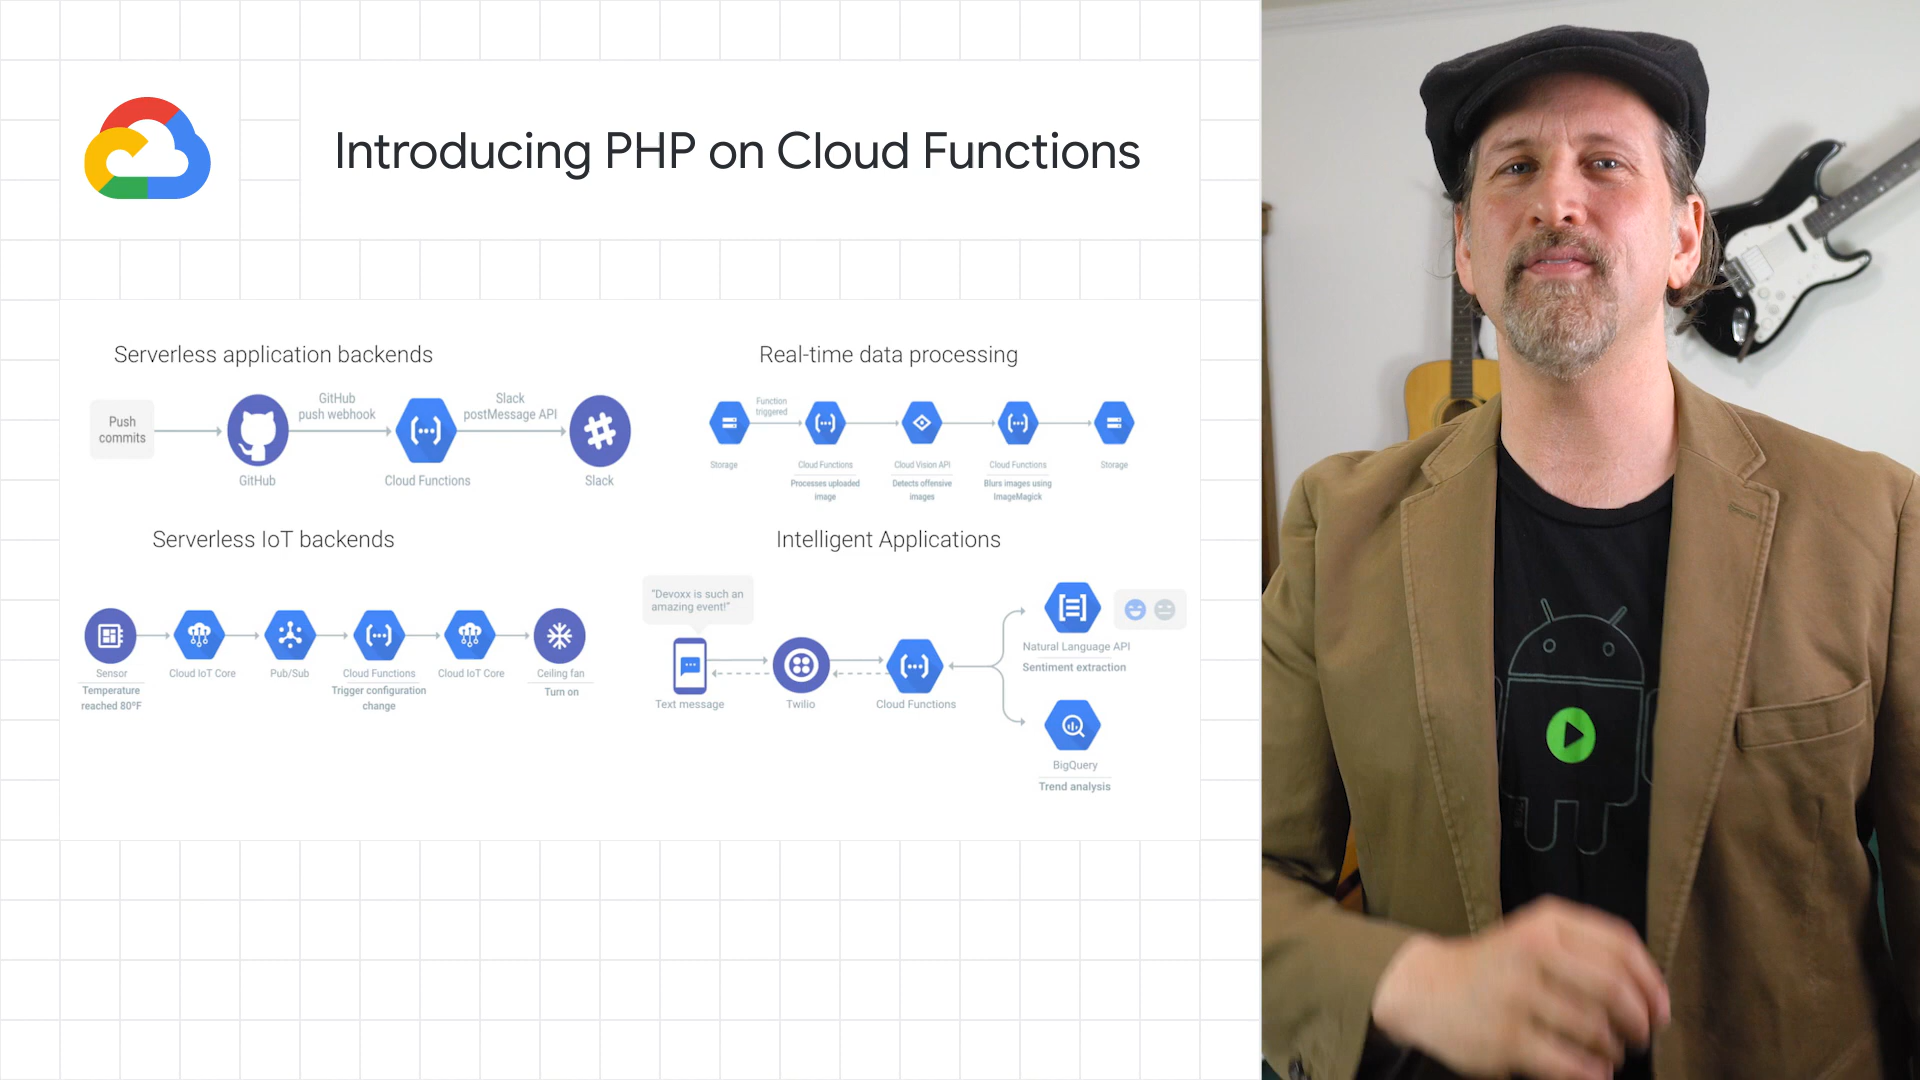 Introducing PHP on Cloud Functions
Serverless application backends
Push
commits
GitHub
GitHub
push webhook
Cloud Functions
Slack
postMessage API
Slack
Real-time data processing
Storage
Function
triggered
Cloud Functions
Processes uploaded
image
Cloud Vision API
Detects offensive
images
Cloud Functions
Blurs images using
ImageMagick
Storage
Serverless IoT backends
Sensor
Temperature
reached 80ºF
Cloud IoT Core
Pub/Sub
Cloud Functions
Trigger configuration
change
Cloud IoT Core
Ceiling fan
Turn on
Intelligent Applications
“Devoxx is such an
amazing event!”
Text message
Twilio
Cloud Functions
Natural Language API
Sentiment extraction
BigQuery
Trend analysis